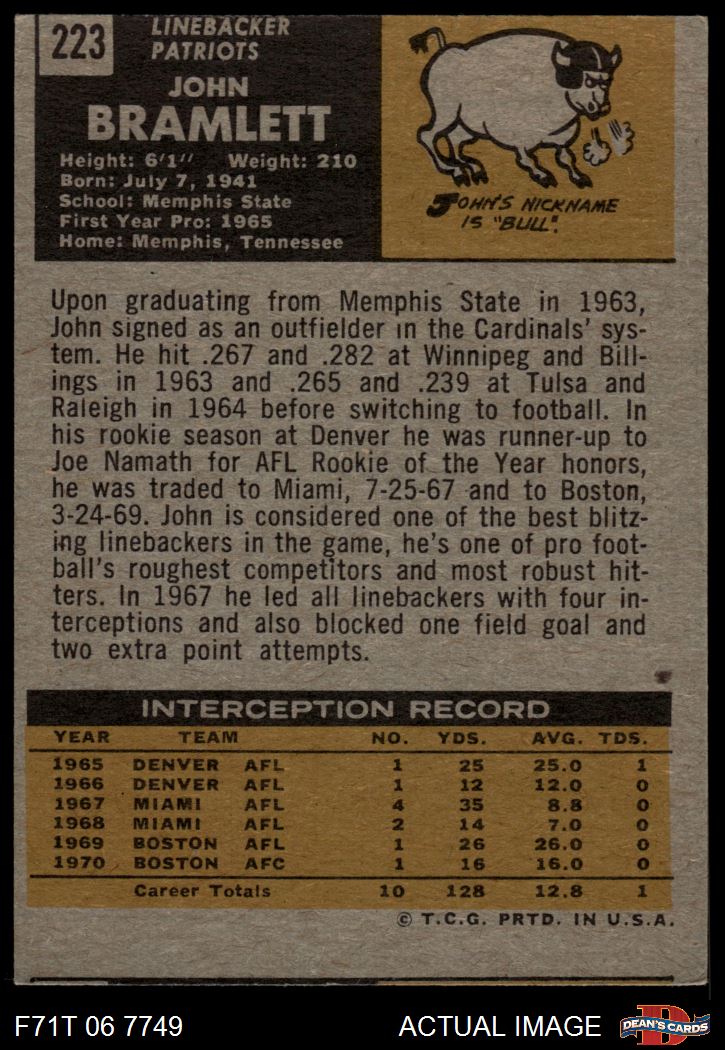 223
LINEBACKER
PATRIOTS
JOHN
BRAMLETT
Height: 6'1" Weight: 210
Born: July 7, 1941
School: Memphis State
First Year Pro: 1965
Home: Memphis, Tennessee
JOHN'S NICKNAME
IS "BULL".
Upon graduating from Memphis State in 1963,
John signed as an outfielder in the Cardinals' sys-
tem. He hit .267 and .282 at Winnipeg and Bill-
ings in 1963 and .265 and .239 at Tulsa and
Raleigh in 1964 before switching to football. In
his rookie season at Denver he was runner-up to
Joe Namath for AFL Rookie of the Year honors,
he was traded to Miami, 7-25-67 and to Boston,
3-24-69. John is considered one of the best blitz-
ing linebackers in the game, he's one of pro foot-
ball's roughest competitors and most robust hit-
ters. In 1967 he led all linebackers with four in-
terceptions and also blocked one field goal and
two extra point attempts.
INTERCEPTION RECORD
YEAR TEAM NO. YDS. AVG. TDS.
1965 DENVER AFL 1 25 25.0 1
1966 DENVER AFL 1 12 12.0 0
1967 MIAMI AFL 4 35 8.8 0
1968 MIAMI AFL 2 14 7.0 0
1969 BOSTON AFL 1 26 26.0 0
1970 BOSTON AFC 1 16 16.0 0
Career Totals 10 128 12.8 1
© T.C.G. PRTD. IN U.S.A.
F71T 06 7749 ACTUAL IMAGE D DEAN'S CARDS